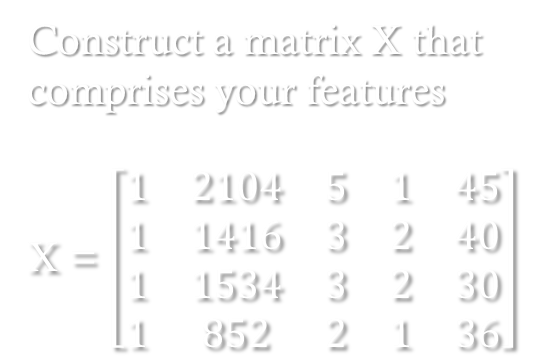 Construct a matrix X that
comprises your features
X = [1 2104 5 1 45
1 1416 3 2 40
1 1534 3 2 30
1 852 2 1 36]